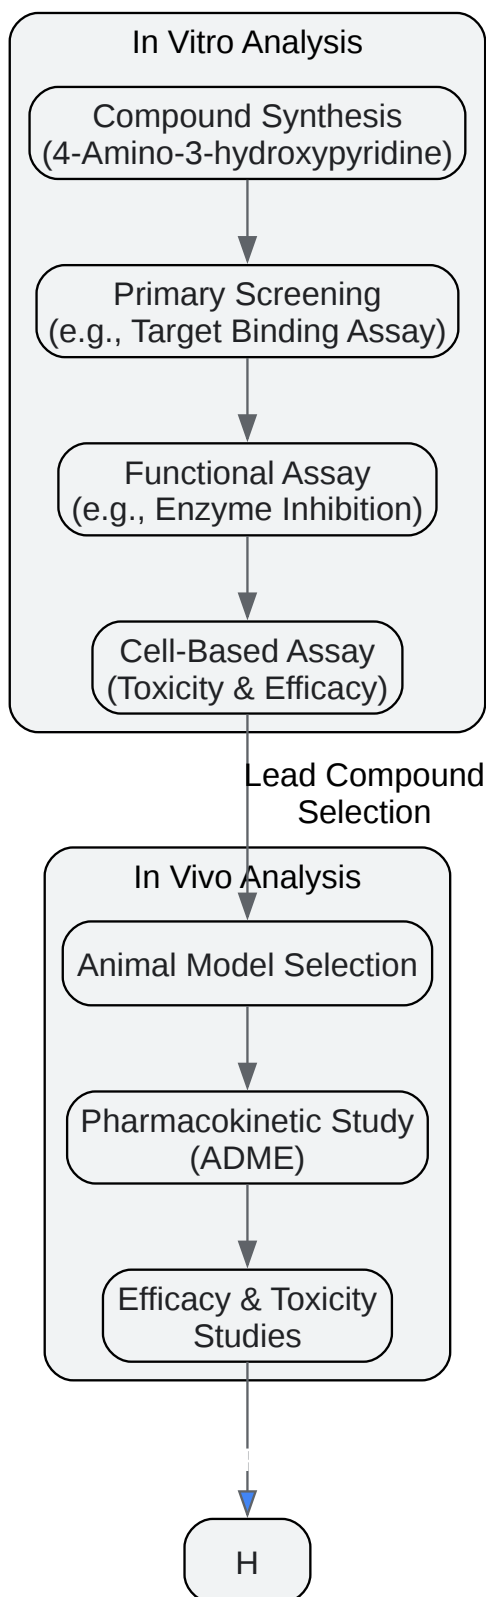 In Vitro Analysis
Compound Synthesis
(4-Amino-3-hydroxypyridine)
Primary Screening
(e.g., Target Binding Assay)
Functional Assay
(e.g., Enzyme Inhibition)
Cell-Based Assay
(Toxicity & Efficacy)
Lead Compound
Selection
In Vivo Analysis
Animal Model Selection
Pharmacokinetic Study
(ADME)
Efficacy & Toxicity
Studies
H